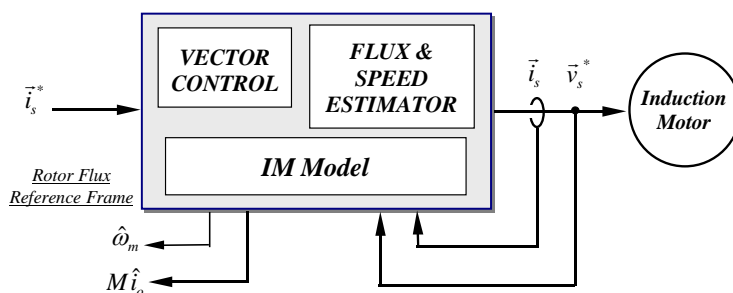 VECTOR
CONTROL
FLUX &
SPEED
ESTIMATOR
IM Model
i⃗ₛ*
Rotor Flux
Reference Frame
i⃗ₛ
v⃗ₛ*
Induction
Motor
ω̂ₘ
M îₒ